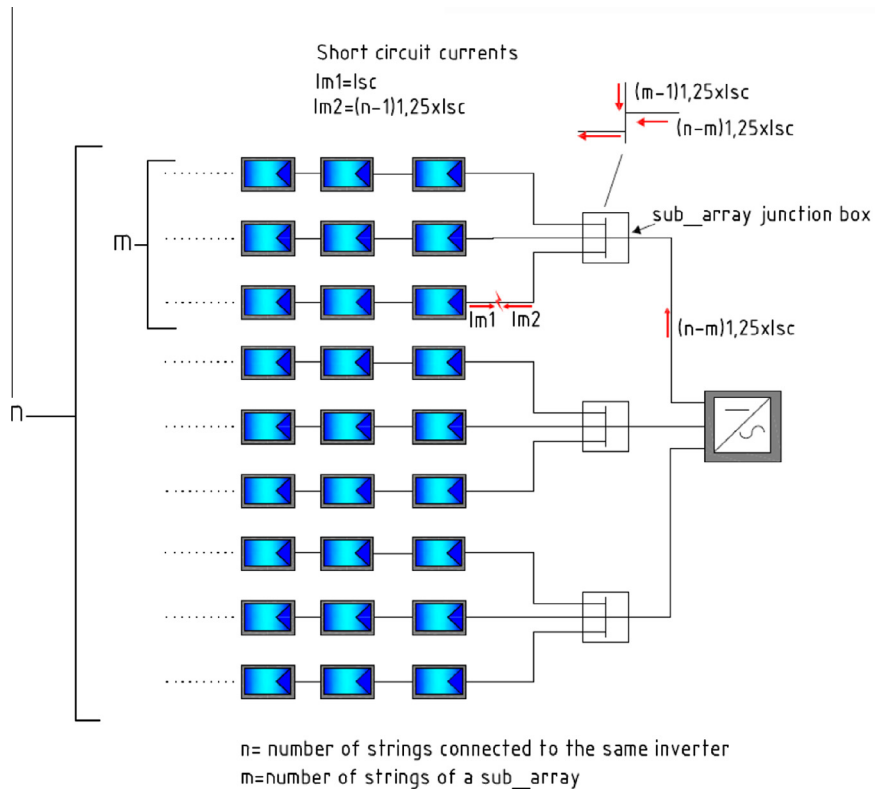 Short circuit currents
Im1=Isc
Im2=(n-1)1,25xIsc
(m-1)1,25xIsc
(n-m)1,25xIsc
sub_array junction box
m
Im1
Im2
(n-m)1,25xIsc
n
n= number of strings connected to the same inverter
m=number of strings of a sub_array